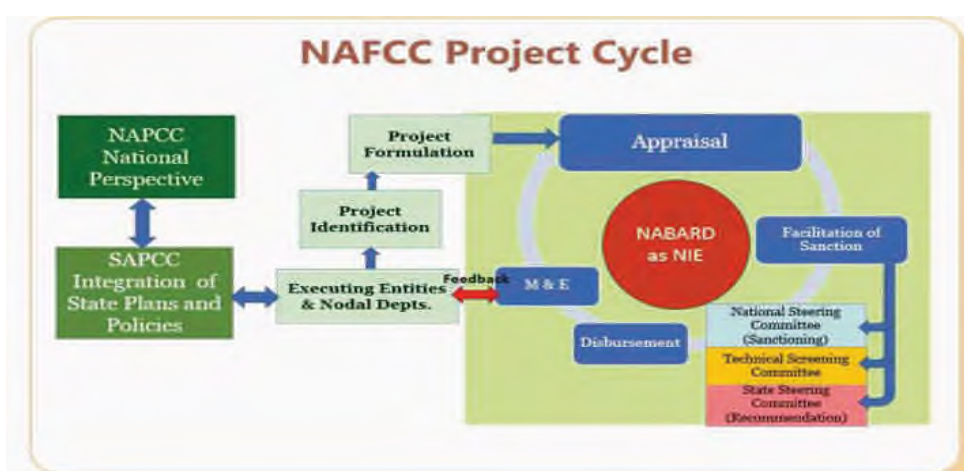 NAFCC Project Cycle
NAPCC
National
Perspective
SAPCC
Integration of
State Plans and
Policies
Project
Formulation
Project
Identification
Executing Entities
& Nodal Depts.
Feedback
Appraisal
NABARD
as NIE
Facilitation of
Sanction
M & E
Disbursement
National Steering
Committee
(Sanctioning)
Technical Screening
Committee
State Steering
Committee
(Recommendation)